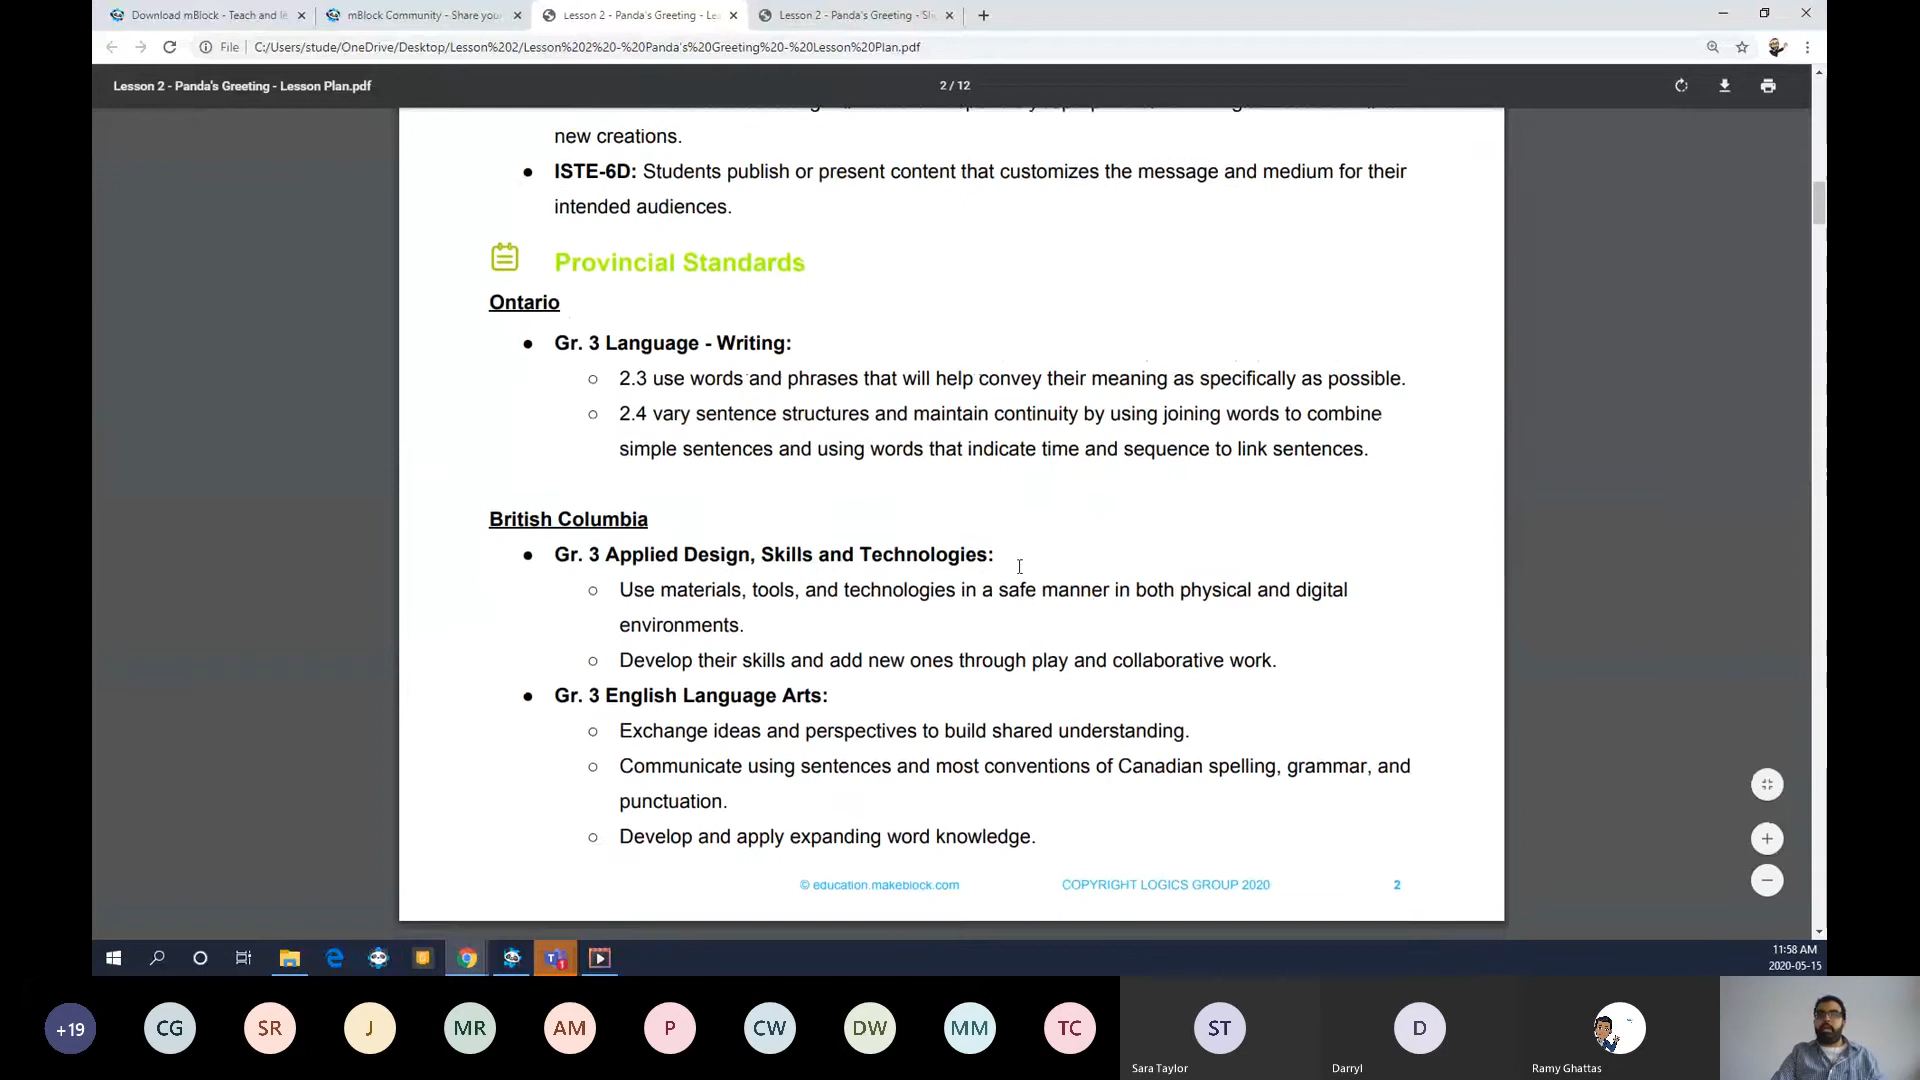 Download mBlock - Teach and le
mBlock Community - Share your
Lesson 2 - Panda's Greeting - Les
Lesson 2 - Panda's Greeting - Sli
File C:/Users/stude/OneDrive/Desktop/Lesson%202/Lesson%202%20-%20Panda's%20Greeting%20-%20Lesson%20Plan.pdf
Lesson 2 - Panda's Greeting - Lesson Plan.pdf
2 / 12
new creations.
● ISTE-6D: Students publish or present content that customizes the message and medium for their
intended audiences.
Provincial Standards
Ontario
● Gr. 3 Language - Writing:
○ 2.3 use words and phrases that will help convey their meaning as specifically as possible.
○ 2.4 vary sentence structures and maintain continuity by using joining words to combine
simple sentences and using words that indicate time and sequence to link sentences.
British Columbia
● Gr. 3 Applied Design, Skills and Technologies:
○ Use materials, tools, and technologies in a safe manner in both physical and digital
environments.
○ Develop their skills and add new ones through play and collaborative work.
● Gr. 3 English Language Arts:
○ Exchange ideas and perspectives to build shared understanding.
○ Communicate using sentences and most conventions of Canadian spelling, grammar, and
punctuation.
○ Develop and apply expanding word knowledge.
© education.makeblock.com COPYRIGHT LOGICS GROUP 2020 2
11:58 AM
2020-05-15
+19 CG SR J MR AM P CW DW MM TC ST D
Sara Taylor Darryl Ramy Ghattas